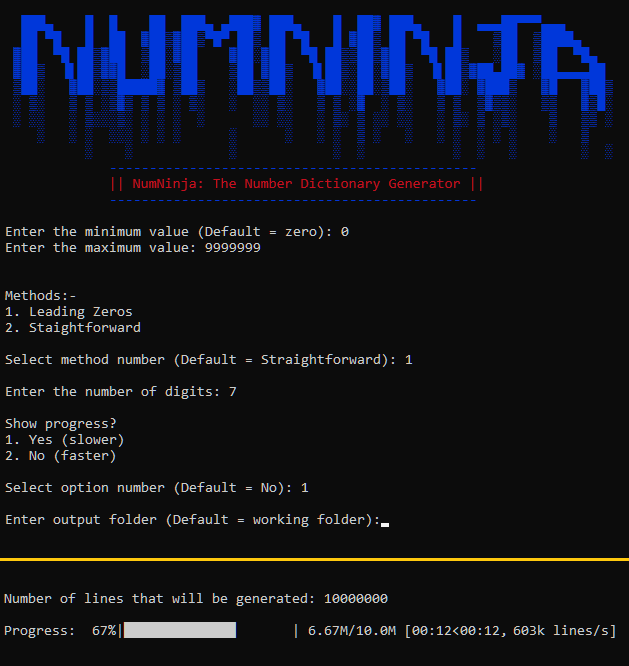 NUMNINJA
|| NumNinja: The Number Dictionary Generator ||
Enter the minimum value (Default = zero): 0
Enter the maximum value: 9999999
Methods:-
1. Leading Zeros
2. Staightforward
Select method number (Default = Straightforward): 1
Enter the number of digits: 7
Show progress?
1. Yes (slower)
2. No (faster)
Select option number (Default = No): 1
Enter output folder (Default = working folder):
Number of lines that will be generated: 10000000
Progress: 67%| | 6.67M/10.0M [00:12<00:12, 603k lines/s]